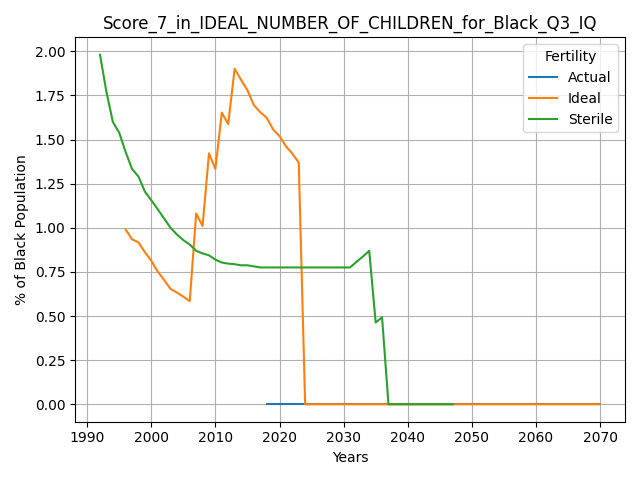 Score_7_in_IDEAL_NUMBER_OF_CHILDREN_for_Black_Q3_IQ
Fertility
Actual
Ideal
Sterile
% of Black Population
2.00
1.75
1.50
1.25
1.00
0.75
0.50
0.25
0.00
1990 2000 2010 2020 2030 2040 2050 2060 2070
Years